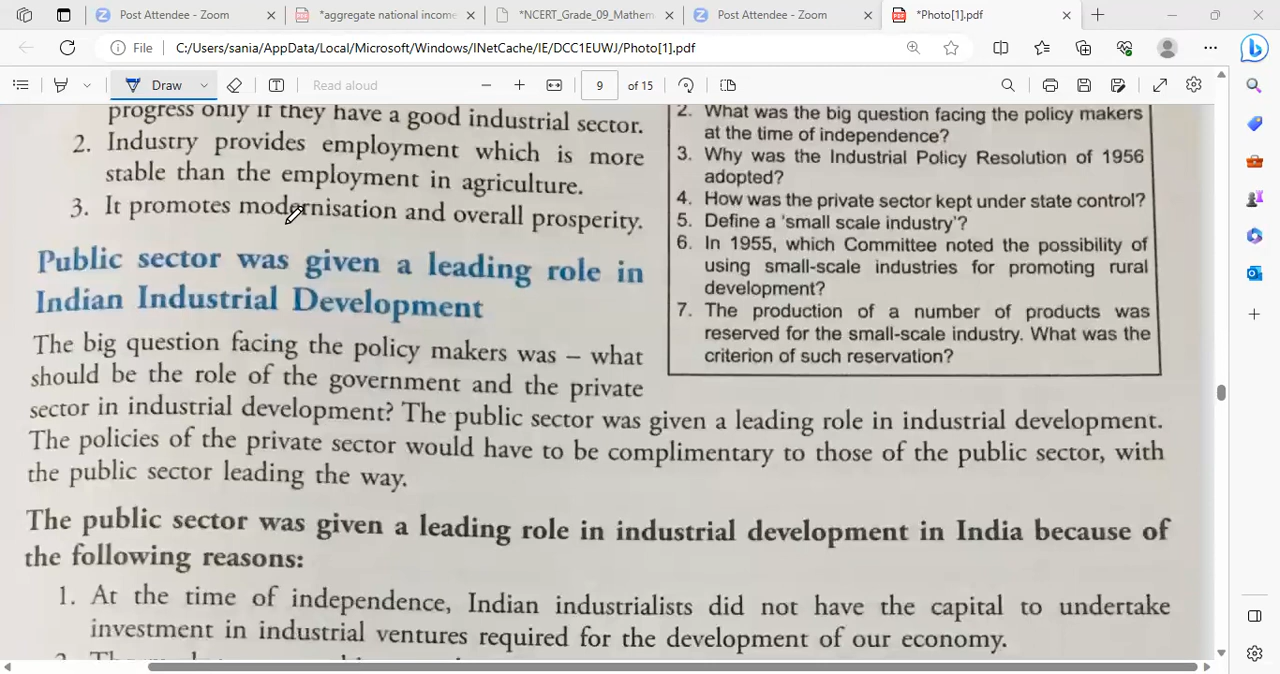 Post Attendee - Zoom
*aggregate national income
*NCERT_Grade_09_Mathem
Post Attendee - Zoom
*Photo[1].pdf
File
C:/Users/sania/AppData/Local/Microsoft/Windows/INetCache/IE/DCC1EUWJ/Photo[1].pdf
Draw
Read aloud
9 of 15
progress only if they have a good industrial sector.
2. Industry provides employment which is more
stable than the employment in agriculture.
3. It promotes modernisation and overall prosperity.
Public sector was given a leading role in
Indian Industrial Development
The big question facing the policy makers was – what
should be the role of the government and the private
sector in industrial development? The public sector was given a leading role in industrial development.
The policies of the private sector would have to be complimentary to those of the public sector, with
the public sector leading the way.
The public sector was given a leading role in industrial development in India because of
the following reasons:
1. At the time of independence, Indian industrialists did not have the capital to undertake
investment in industrial ventures required for the development of our economy.
2. What was the big question facing the policy makers
at the time of independence?
3. Why was the Industrial Policy Resolution of 1956
adopted?
4. How was the private sector kept under state control?
5. Define a 'small scale industry'?
6. In 1955, which Committee noted the possibility of
using small-scale industries for promoting rural
development?
7. The production of a number of products was
reserved for the small-scale industry. What was the
criterion of such reservation?